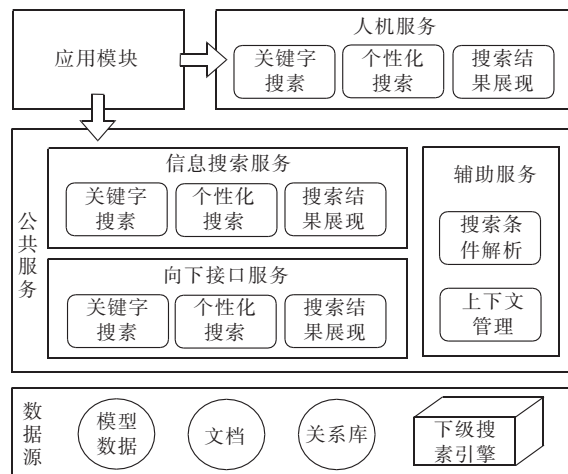 应用模块
人机服务
关键字
搜素
个性化
搜索
搜索结
果展现
公共服务
信息搜索服务
关键字
搜素
个性化
搜索
搜索结
果展现
向下接口服务
关键字
搜素
个性化
搜索
搜索结
果展现
辅助服务
搜索条
件解析
上下文
管理
数据源
模型
数据
文档
关系库
下级搜
素引擎